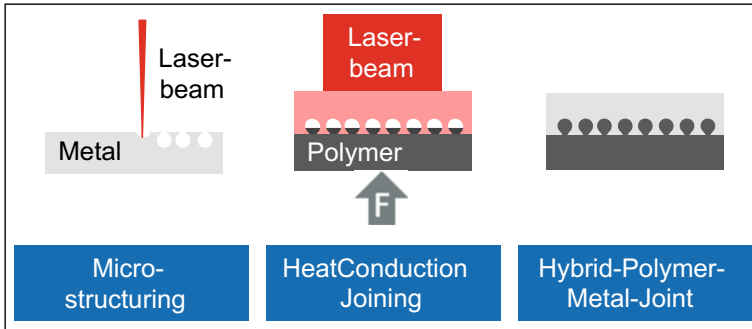 Laser-
beam
Metal
Laser-
beam
Polymer
F
Micro-
structuring
HeatConduction
Joining
Hybrid-Polymer-
Metal-Joint